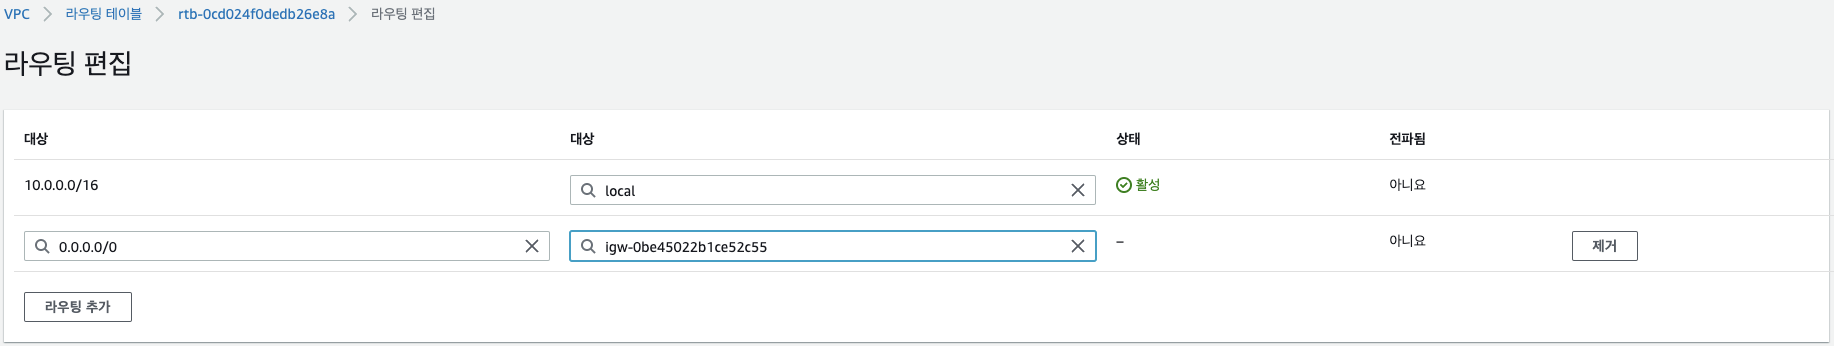 VPC 라우팅 테이블 rtb-0cd024f0dedb26e8a 라우팅 편집
라우팅 편집
대상 대상 상태 전파됨
10.0.0.0/16 local 활성 아니요
0.0.0.0/0 igw-0be45022b1ce52c55 – 아니요 제거
라우팅 추가